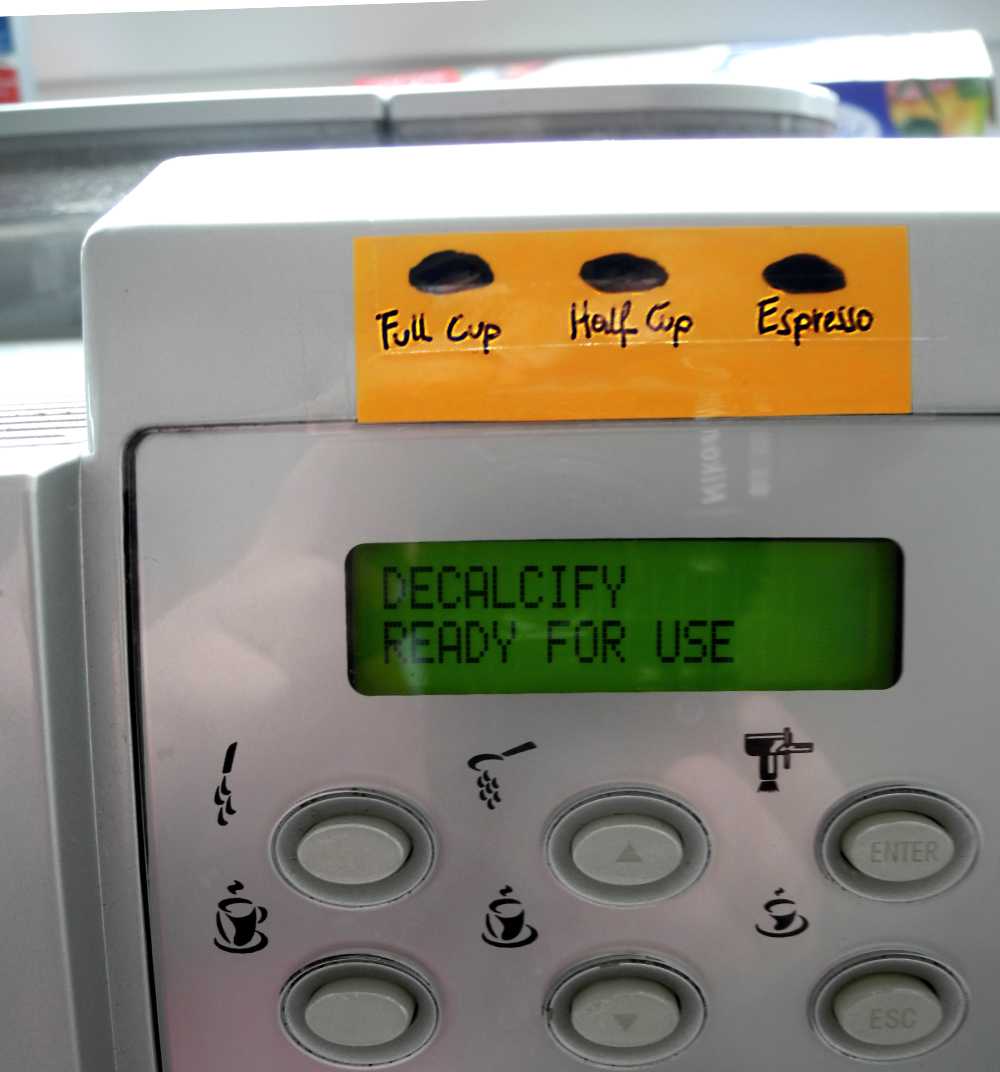 Full Cup Half Cup Espresso
DECALCIFY
READY FOR USE
ENTER
ESC